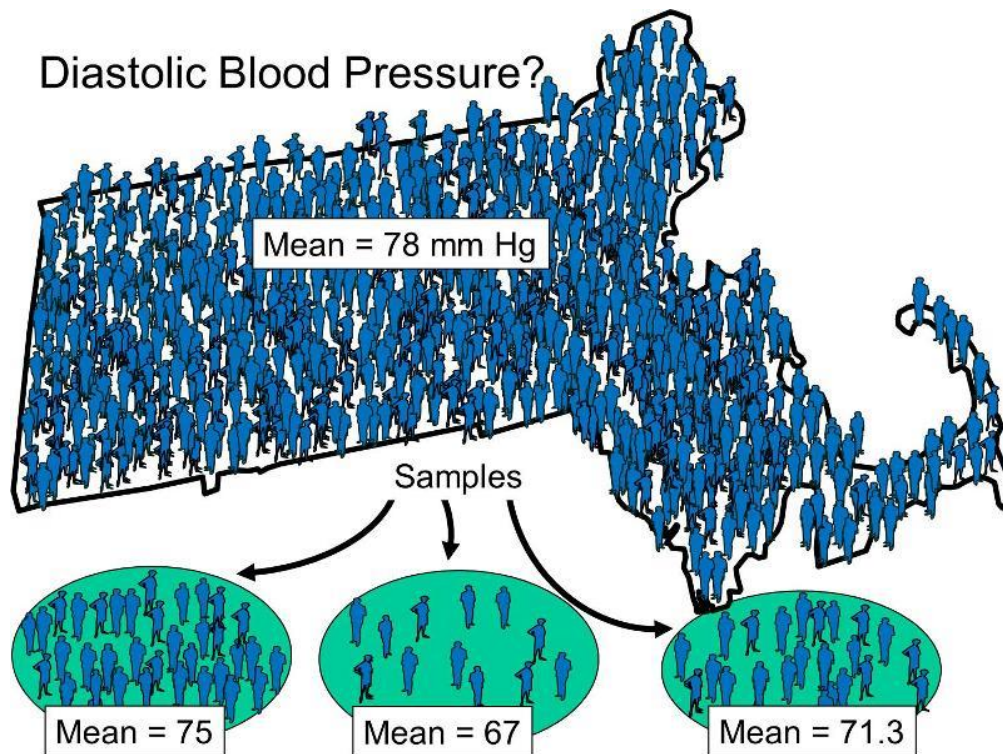 Diastolic Blood Pressure?
Mean = 78 mm Hg
Samples
Mean = 75
Mean = 67
Mean = 71.3